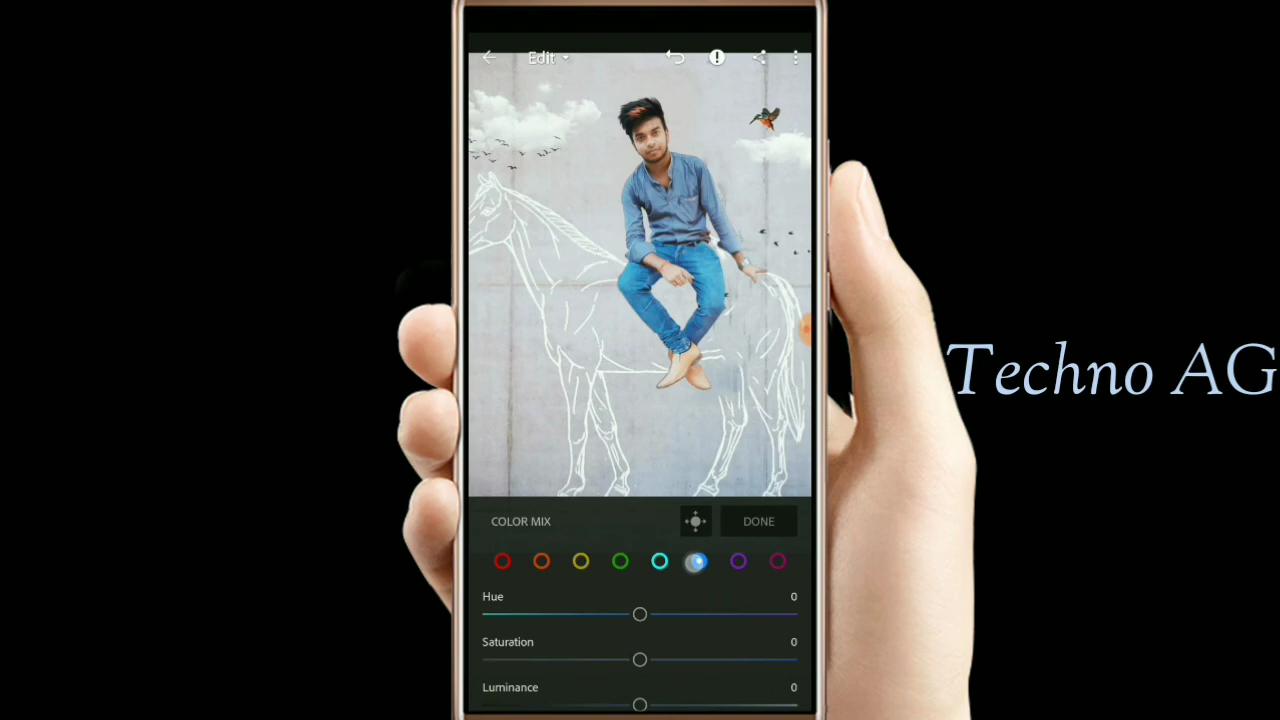 Edit
Techno AG
COLOR MIX
DONE
Hue 0
Saturation 0
Luminance 0